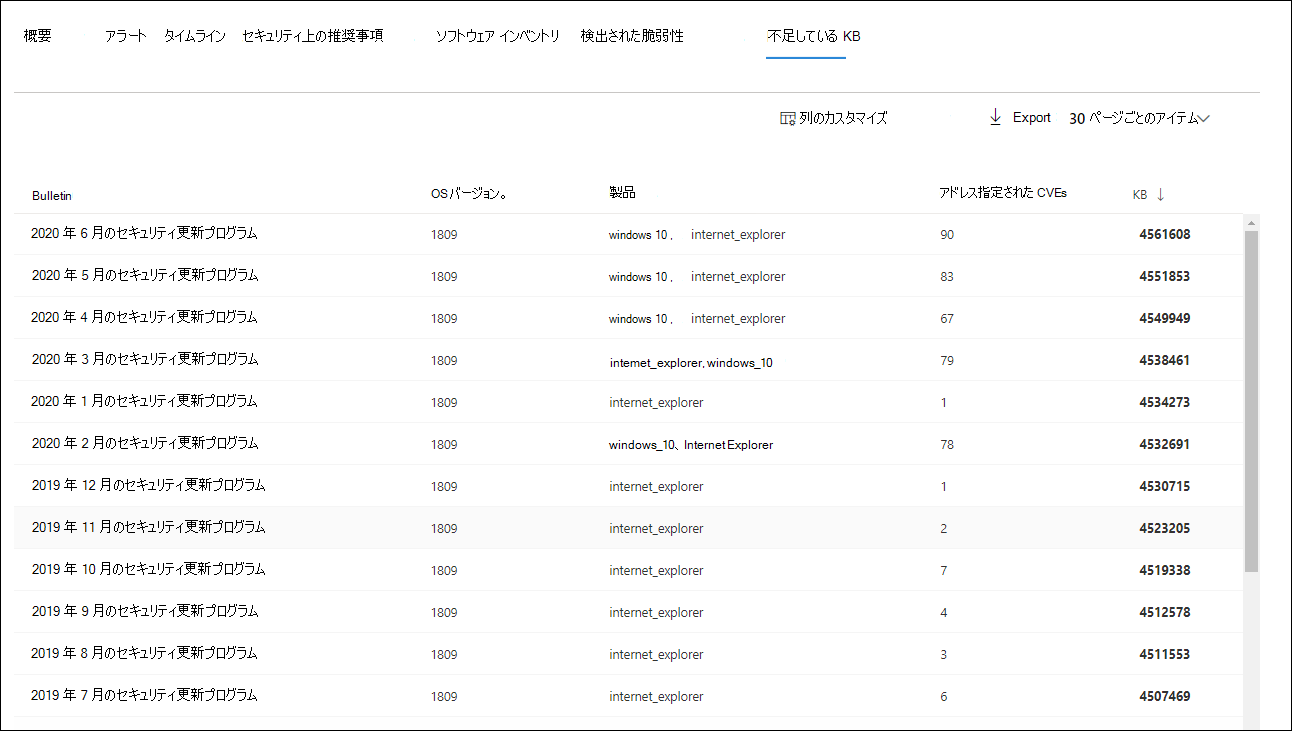 概要 アラート タイムライン セキュリティ上の推奨事項 ソフトウェア インベントリ 検出された脆弱性 不足している KB
列のカスタマイズ Export 30 ページごとのアイテム
Bulletin OSバージョン。 製品 アドレス指定された CVEs KB ↓
2020 年 6 月のセキュリティ更新プログラム 1809 windows 10 , internet_explorer 90 4561608
2020 年 5 月のセキュリティ更新プログラム 1809 windows 10 , internet_explorer 83 4551853
2020 年 4 月のセキュリティ更新プログラム 1809 windows 10 , internet_explorer 67 4549949
2020 年 3 月のセキュリティ更新プログラム 1809 intemet_explorer, windows_10 79 4538461
2020 年 1 月のセキュリティ更新プログラム 1809 internet_explorer 1 4534273
2020 年 2 月のセキュリティ更新プログラム 1809 windows_10、Internet Explorer 78 4532691
2019 年 12 月のセキュリティ更新プログラム 1809 internet_explorer 1 4530715
2019 年 11 月のセキュリティ更新プログラム 1809 internet_explorer 2 4523205
2019 年 10 月のセキュリティ更新プログラム 1809 internet_explorer 7 4519338
2019 年 9 月のセキュリティ更新プログラム 1809 internet_explorer 4 4512578
2019 年 8 月のセキュリティ更新プログラム 1809 internet_explorer 3 4511553
2019 年 7 月のセキュリティ更新プログラム 1809 internet_explorer 6 4507469